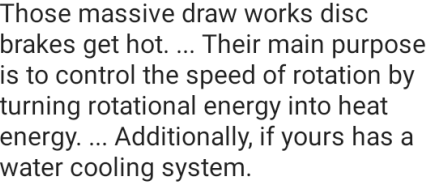 Those massive draw works disc
brakes get hot. ... Their main purpose
is to control the speed of rotation by
turning rotational energy into heat
energy. ... Additionally, if yours has a
water cooling system.